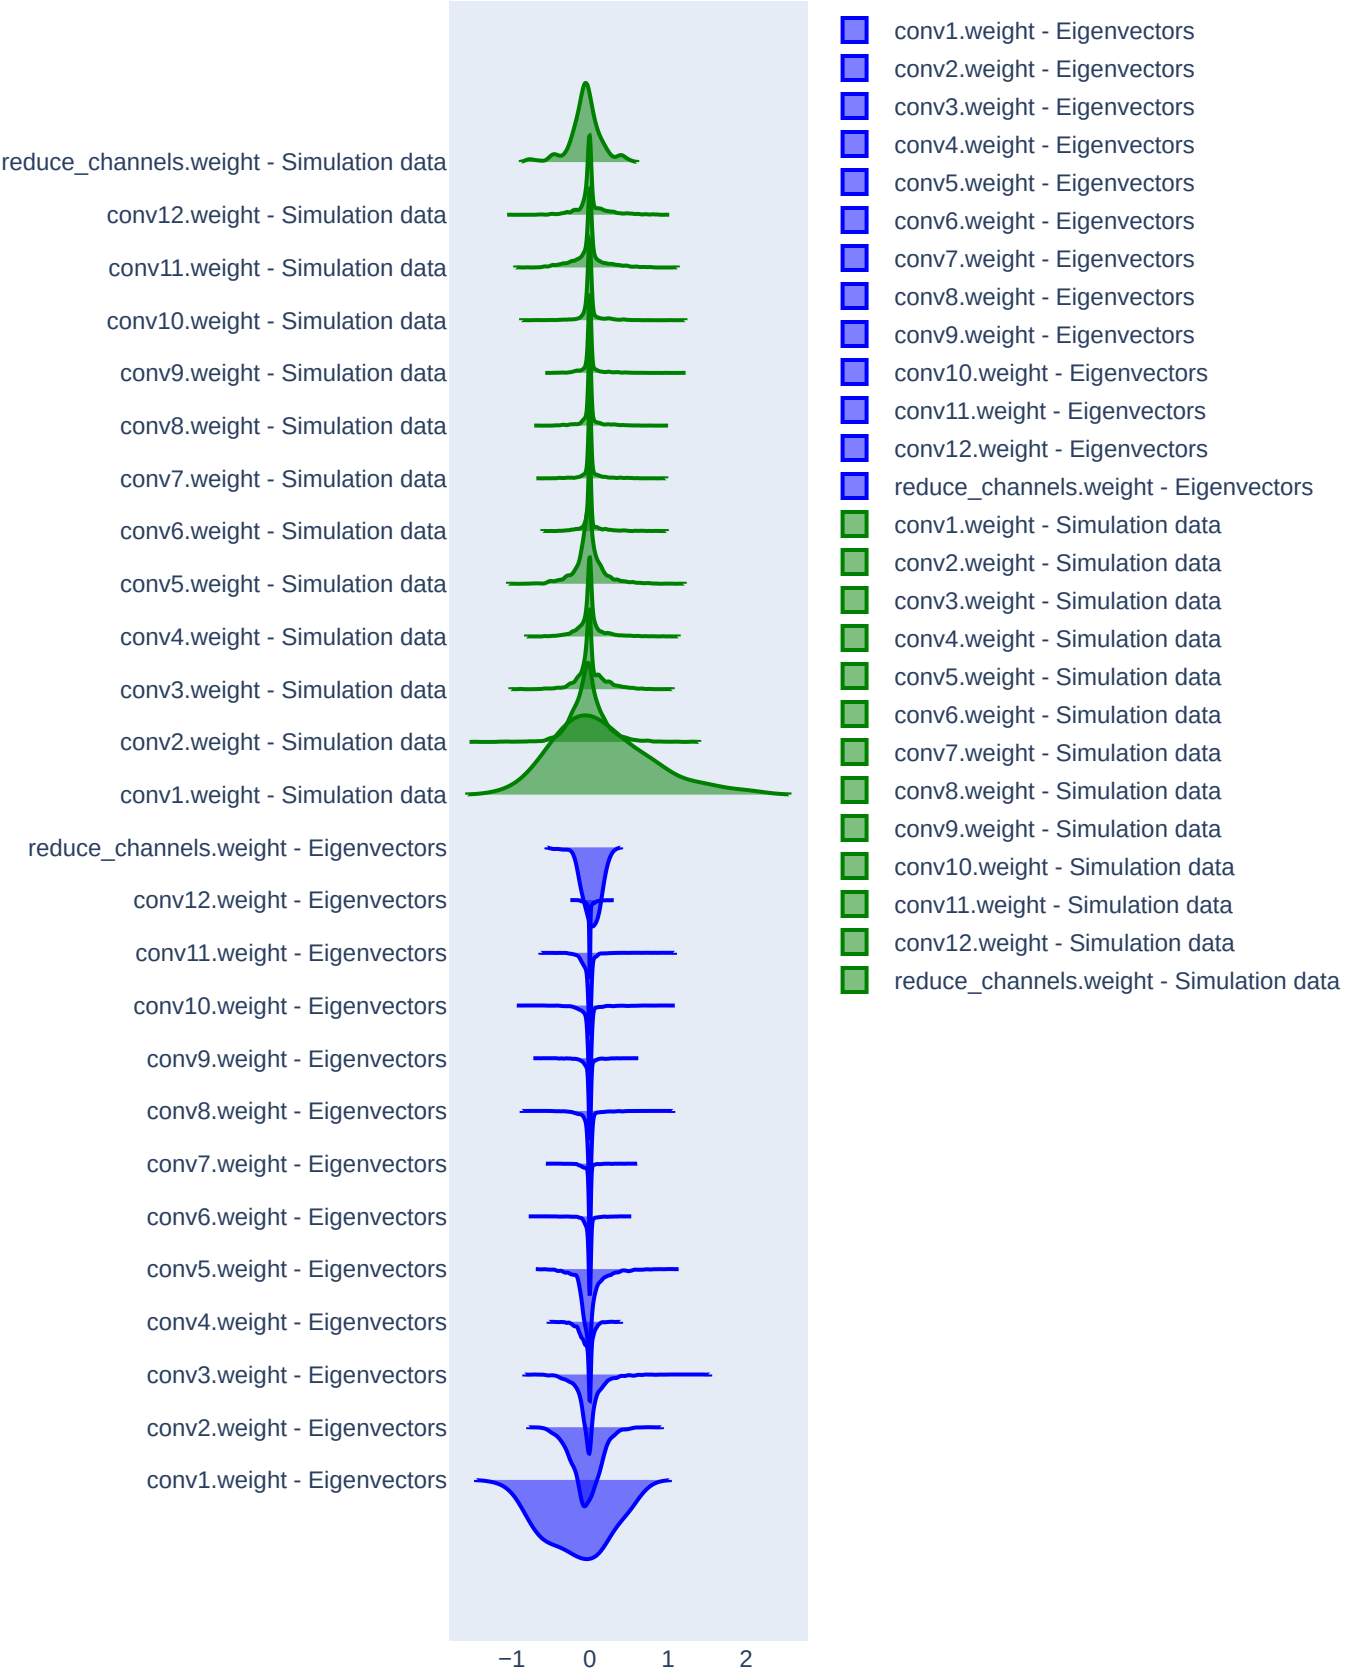 reduce_channels.weight - Simulation data
conv12.weight - Simulation data
conv11.weight - Simulation data
conv10.weight - Simulation data
conv9.weight - Simulation data
conv8.weight - Simulation data
conv7.weight - Simulation data
conv6.weight - Simulation data
conv5.weight - Simulation data
conv4.weight - Simulation data
conv3.weight - Simulation data
conv2.weight - Simulation data
conv1.weight - Simulation data
reduce_channels.weight - Eigenvectors
conv12.weight - Eigenvectors
conv11.weight - Eigenvectors
conv10.weight - Eigenvectors
conv9.weight - Eigenvectors
conv8.weight - Eigenvectors
conv7.weight - Eigenvectors
conv6.weight - Eigenvectors
conv5.weight - Eigenvectors
conv4.weight - Eigenvectors
conv3.weight - Eigenvectors
conv2.weight - Eigenvectors
conv1.weight - Eigenvectors
−1 0 1 2
conv1.weight - Eigenvectors
conv2.weight - Eigenvectors
conv3.weight - Eigenvectors
conv4.weight - Eigenvectors
conv5.weight - Eigenvectors
conv6.weight - Eigenvectors
conv7.weight - Eigenvectors
conv8.weight - Eigenvectors
conv9.weight - Eigenvectors
conv10.weight - Eigenvectors
conv11.weight - Eigenvectors
conv12.weight - Eigenvectors
reduce_channels.weight - Eigenvectors
conv1.weight - Simulation data
conv2.weight - Simulation data
conv3.weight - Simulation data
conv4.weight - Simulation data
conv5.weight - Simulation data
conv6.weight - Simulation data
conv7.weight - Simulation data
conv8.weight - Simulation data
conv9.weight - Simulation data
conv10.weight - Simulation data
conv11.weight - Simulation data
conv12.weight - Simulation data
reduce_channels.weight - Simulation data